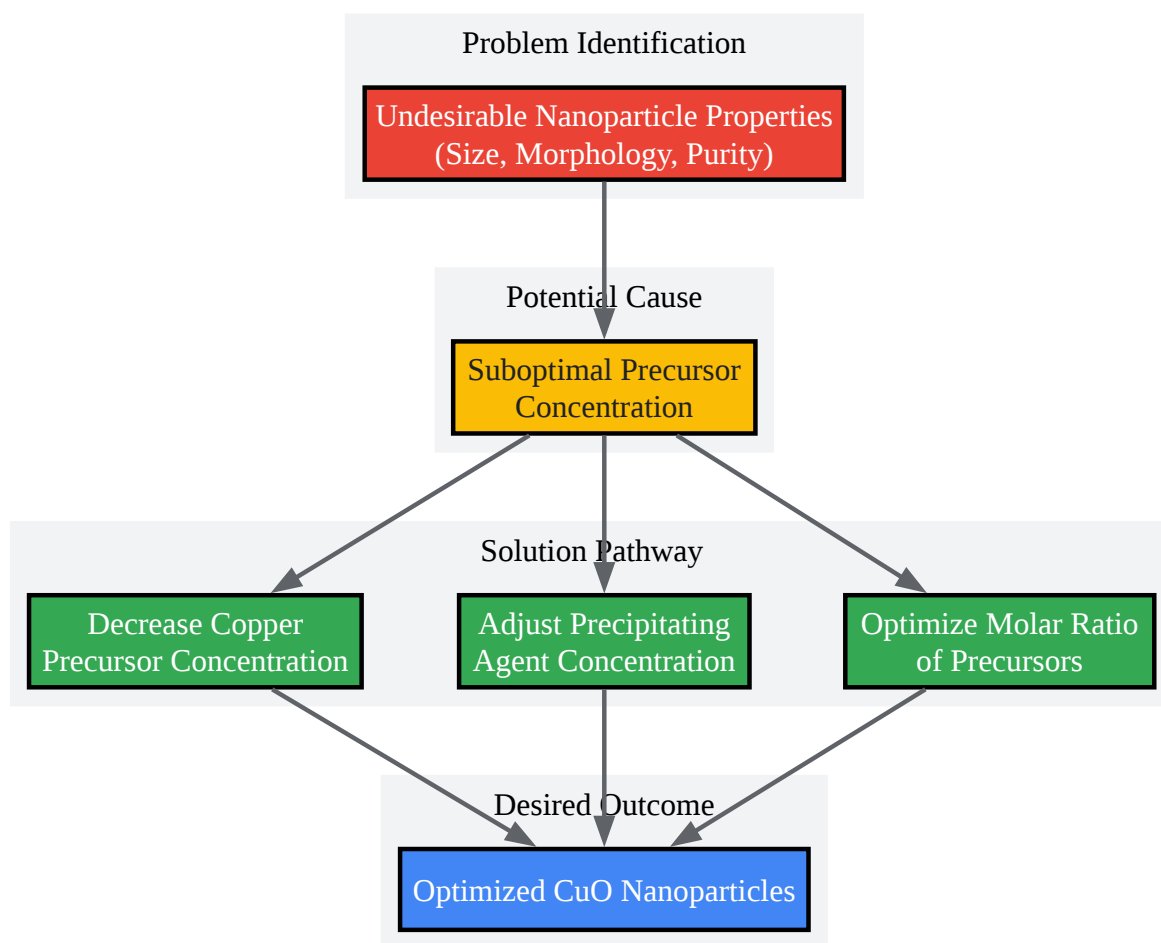 Problem Identification
Undesirable Nanoparticle Properties
(Size, Morphology, Purity)
Potential Cause
Suboptimal Precursor
Concentration
Solution Pathway
Decrease Copper
Precursor Concentration
Adjust Precipitating
Agent Concentration
Optimize Molar Ratio
of Precursors
Desired Outcome
Optimized CuO Nanoparticles